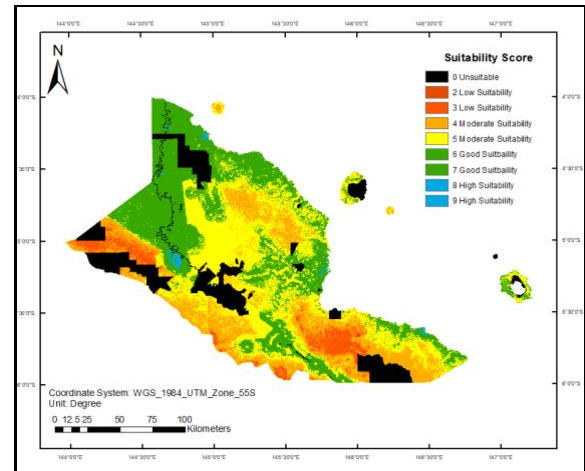 144°0'0"E 144°30'0"E 145°0'0"E 145°30'0"E 146°0'0"E 146°30'0"E 147°0'0"E
N
Suitability Score
0 Unsuitable
2 Low Suitability
3 Low Suitability
4 Moderate Suitability
5 Moderate Suitability
6 Good Suitbaility
7 Good Suitability
8 High Suitability
9 High Suitability
4°0'0"S 4°0'0"S
4°30'0"S
5°0'0"S
5°30'0"S
6°0'0"S
Coordinate System: WGS_1984_UTM_Zone_55S
Unit: Degree
0 12.5 25 50 75 100
Kilometers
144°0'0"E 144°30'0"E 145°0'0"E 145°30'0"E 146°0'0"E 146°30'0"E 147°0'0"E